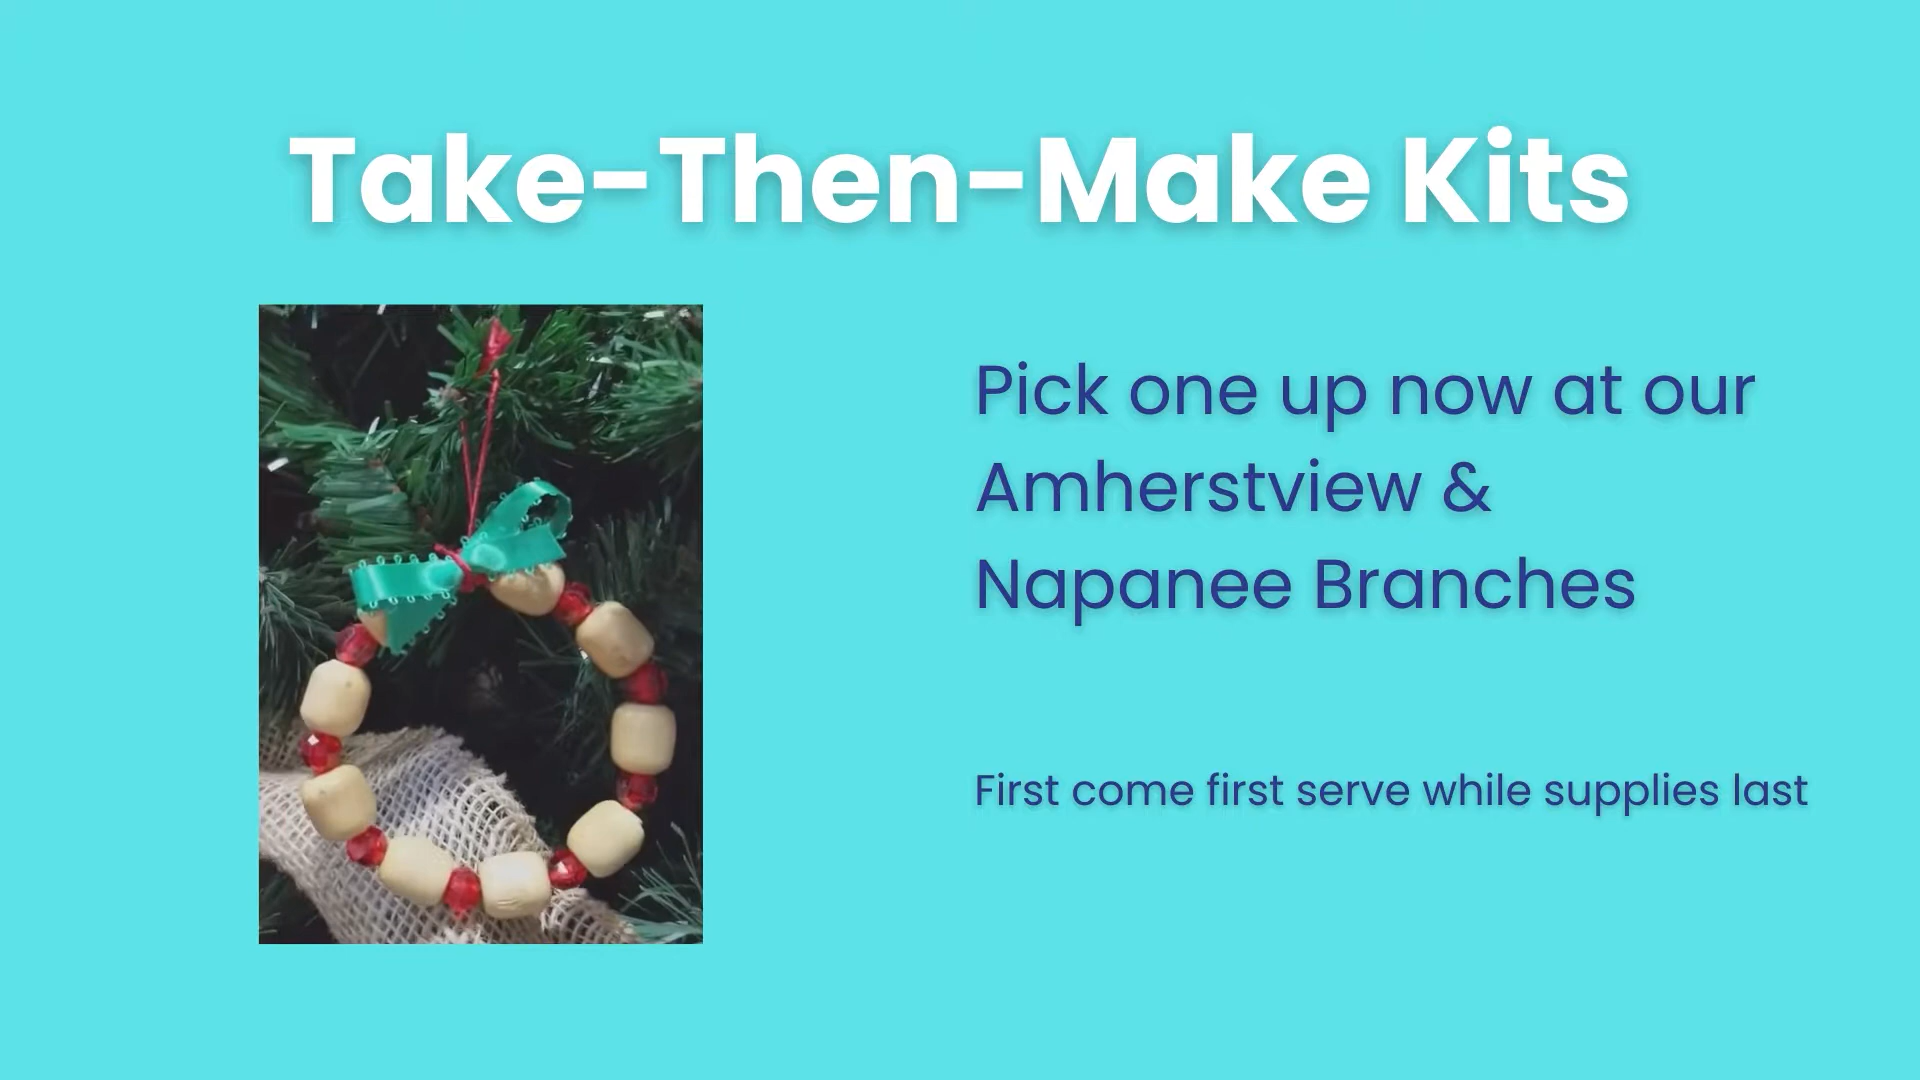 Take-Then-Make Kits
Pick one up now at our
Amherstview &
Napanee Branches
First come first serve while supplies last